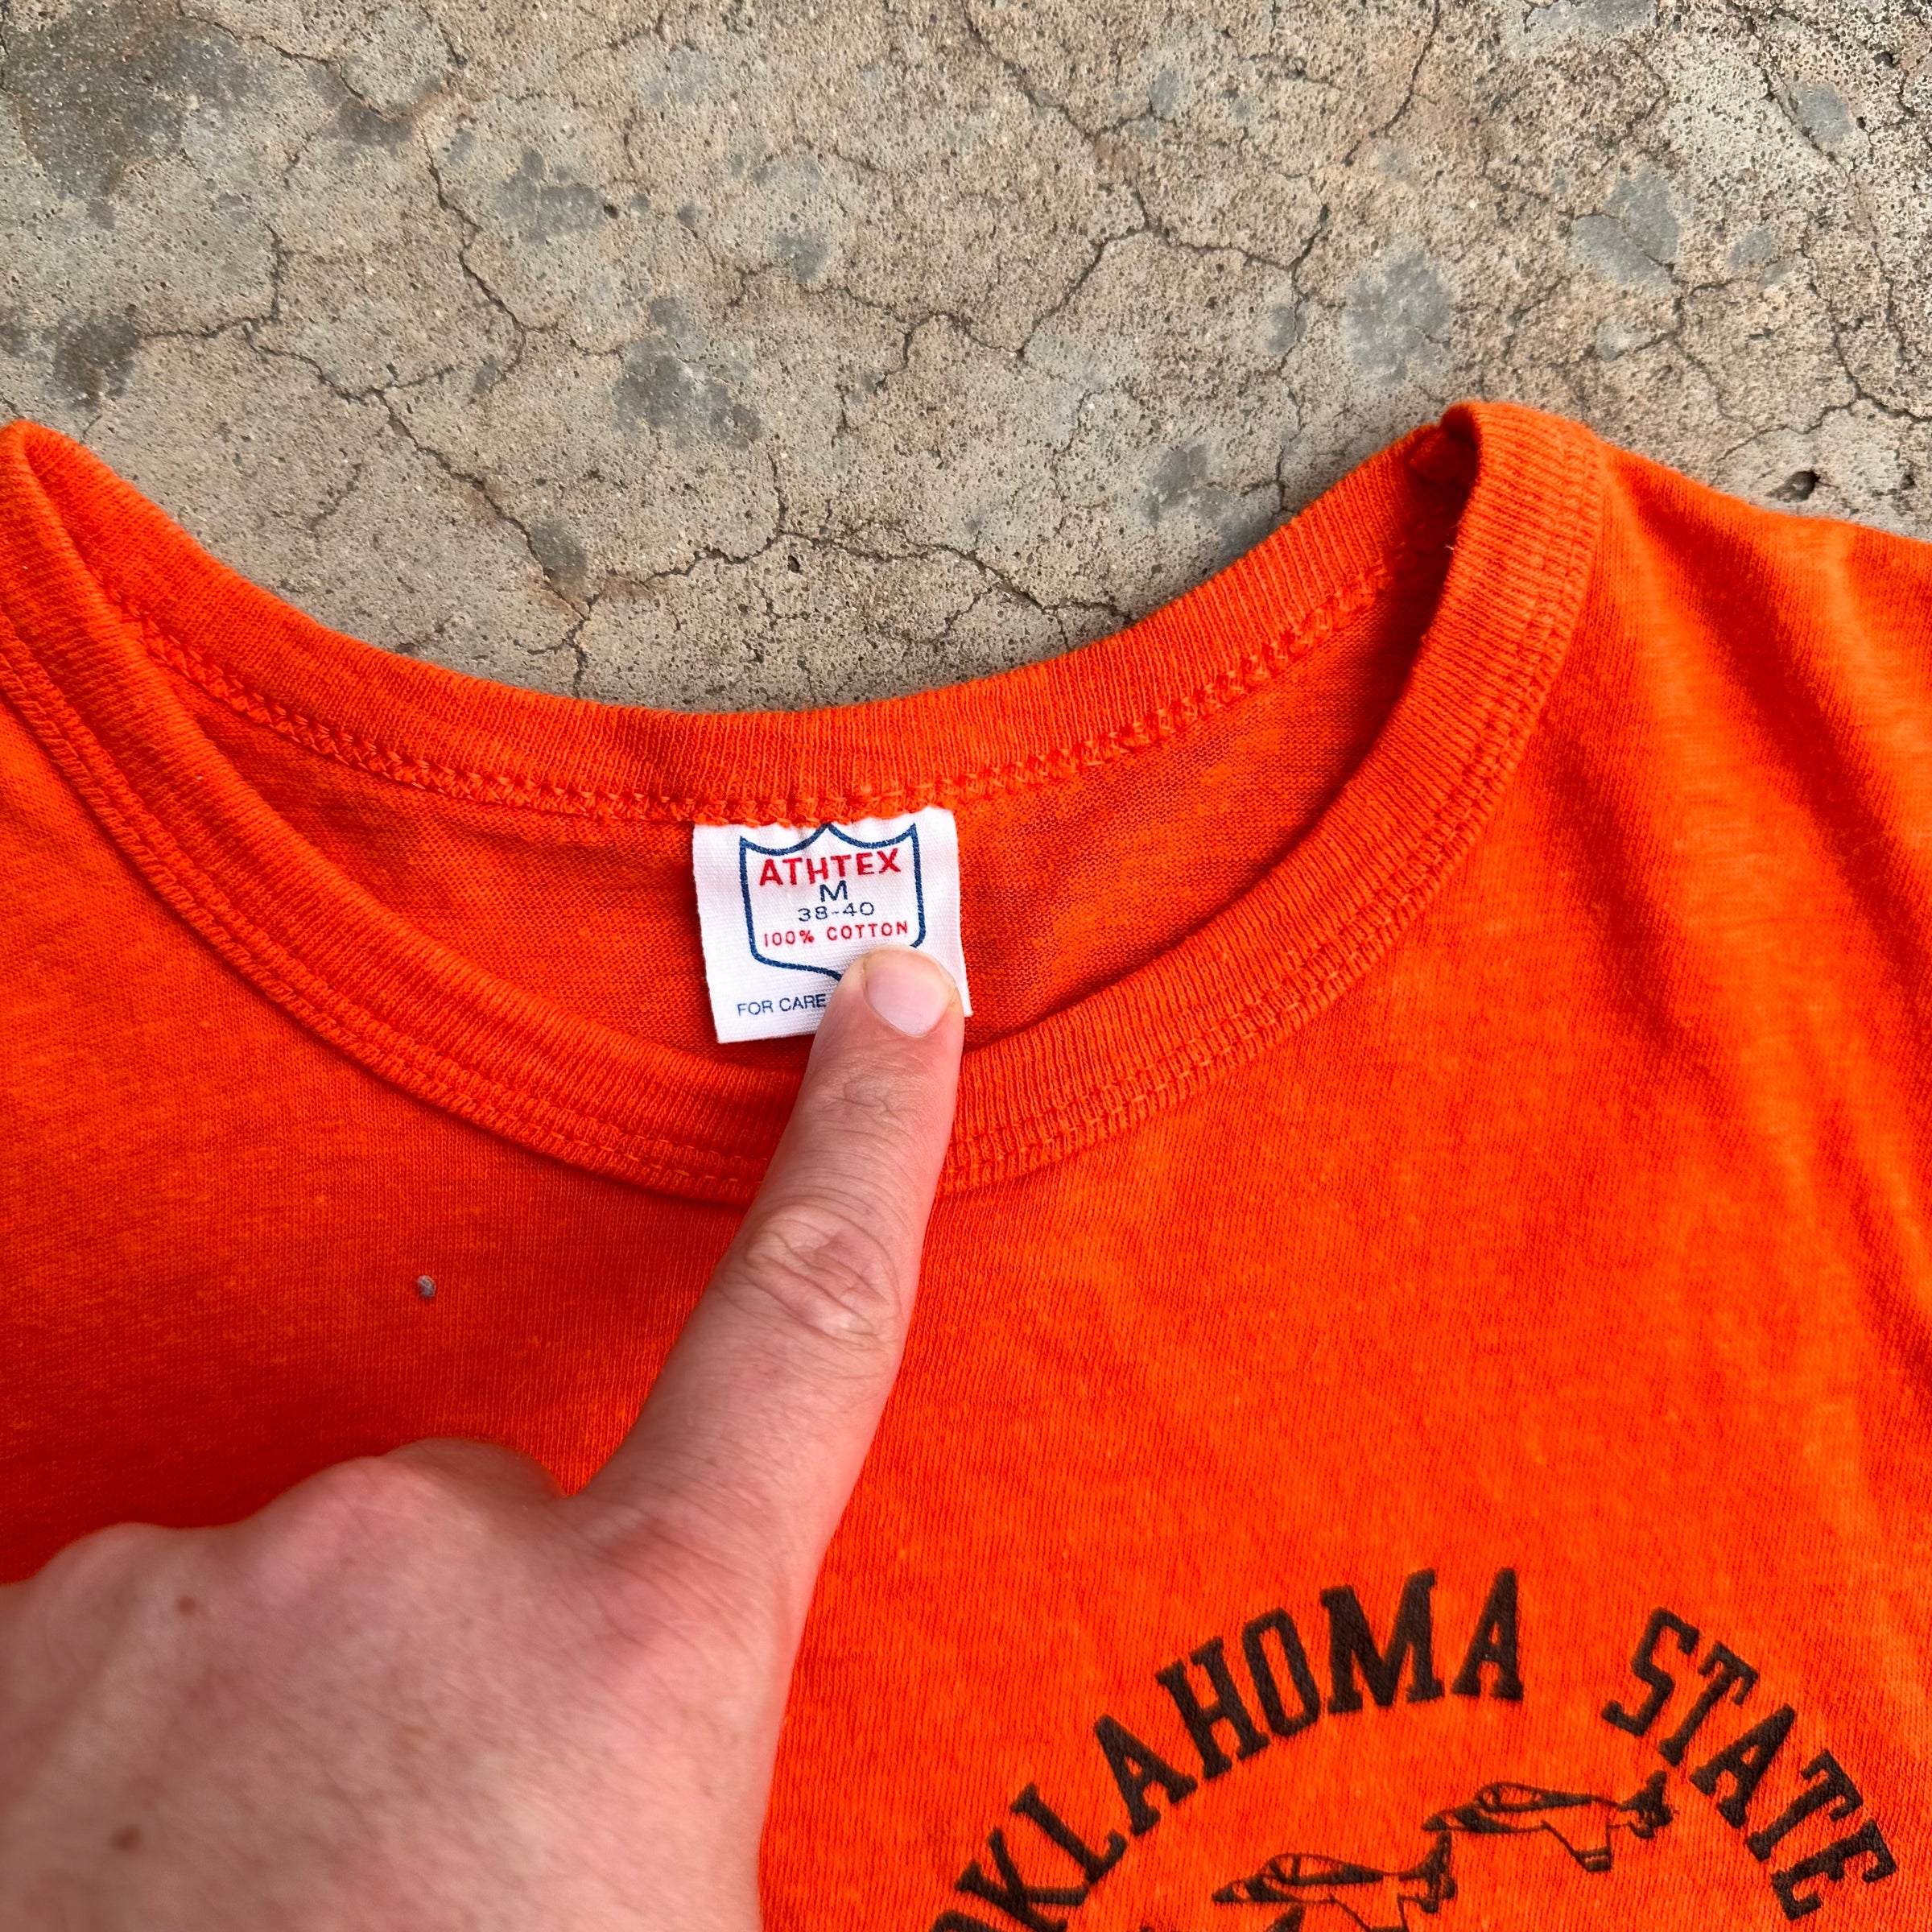 ATHTEX
M
38-40
100% COTTON
FOR CARE
OKLAHOMA STATE